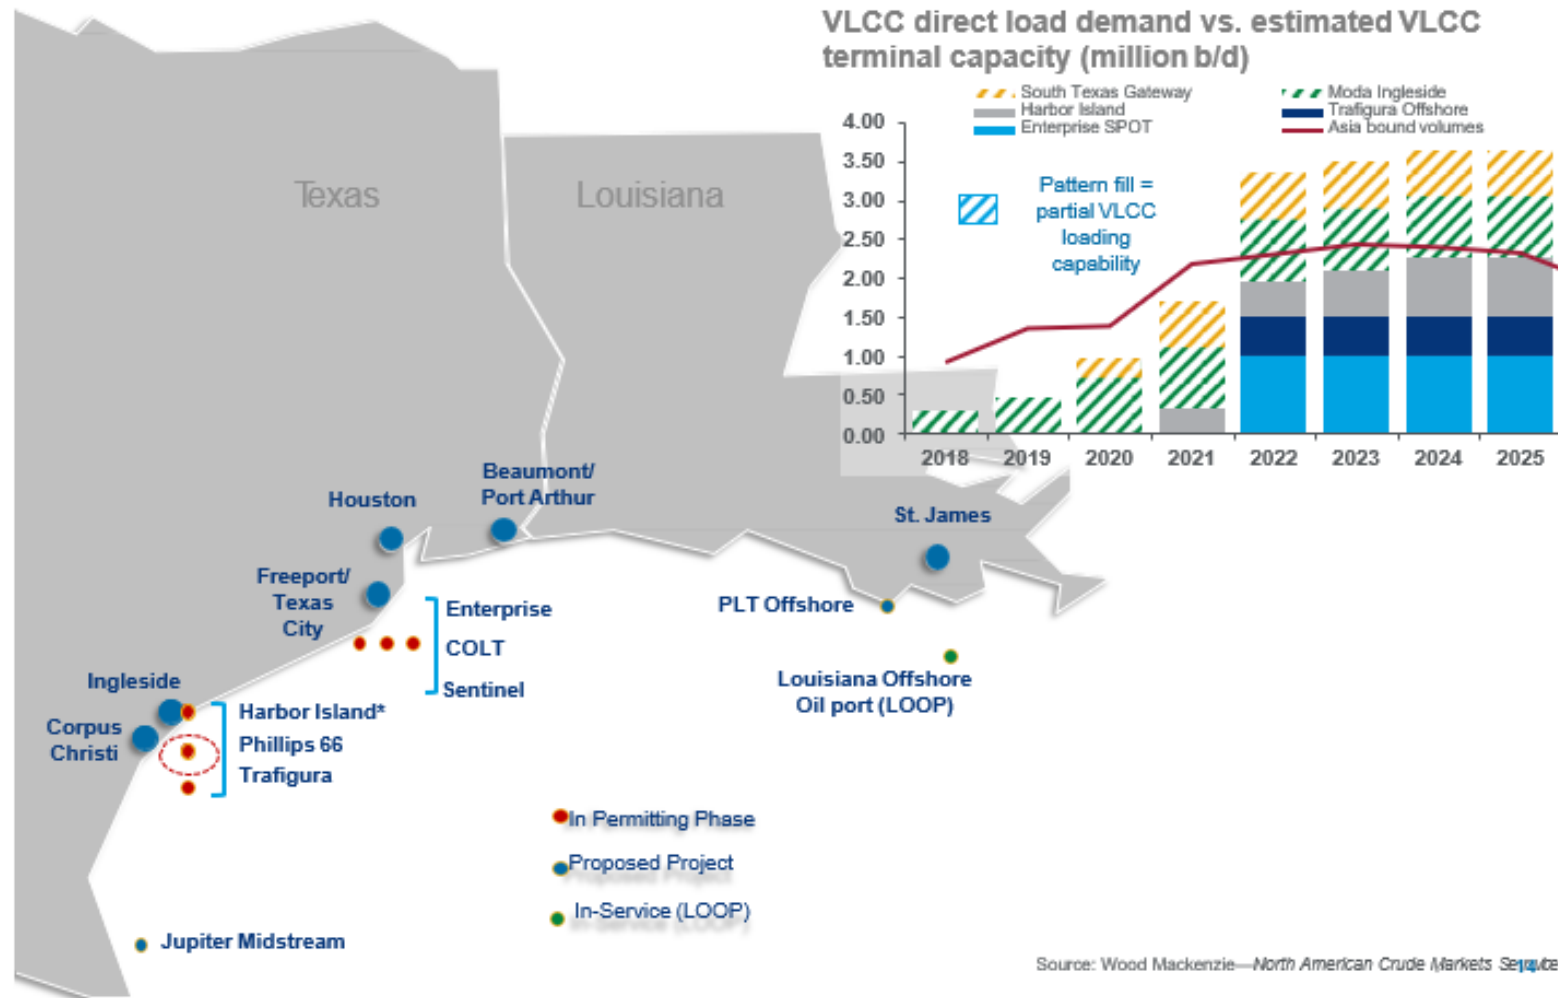 VLCC direct load demand vs. estimated VLCC
terminal capacity (million b/d)
South Texas Gateway
Moda Ingleside
Harbor Island
Trafigura Offshore
Enterprise SPOT
Asia bound volumes
4.00
3.50
3.00
2.50
2.00
1.50
1.00
0.50
0.00
Pattern fill =
partial VLCC
loading
capability
2018
2019
2020
2021
2022
2023
2024
2025
Texas
Louisiana
Beaumont/
Port Arthur
Houston
St. James
Freeport/
Texas
City
Enterprise
COLT
Sentinel
PLT Offshore
Louisiana Offshore
Oil port (LOOP)
Ingleside
Corpus
Christi
Harbor Island*
Phillips 66
Trafigura
In Permitting Phase
Proposed Project
In-Service (LOOP)
Jupiter Midstream
Source: Wood Mackenzie—North American Crude Markets
14